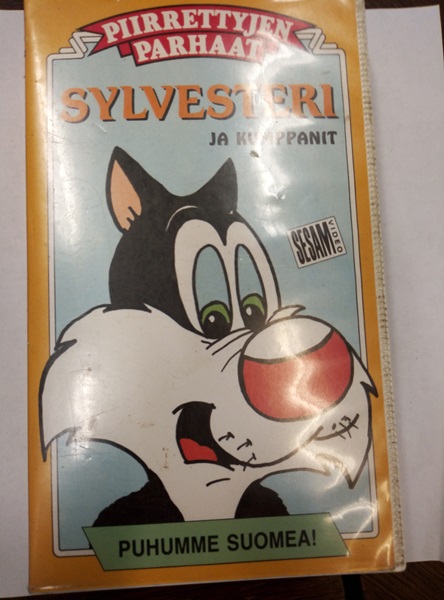 PIIRRETTYJEN
PARHAAT
SYLVESTERI
JA KUMPPANIT
SESAM
VIDEO
PUHUMME SUOMEA!